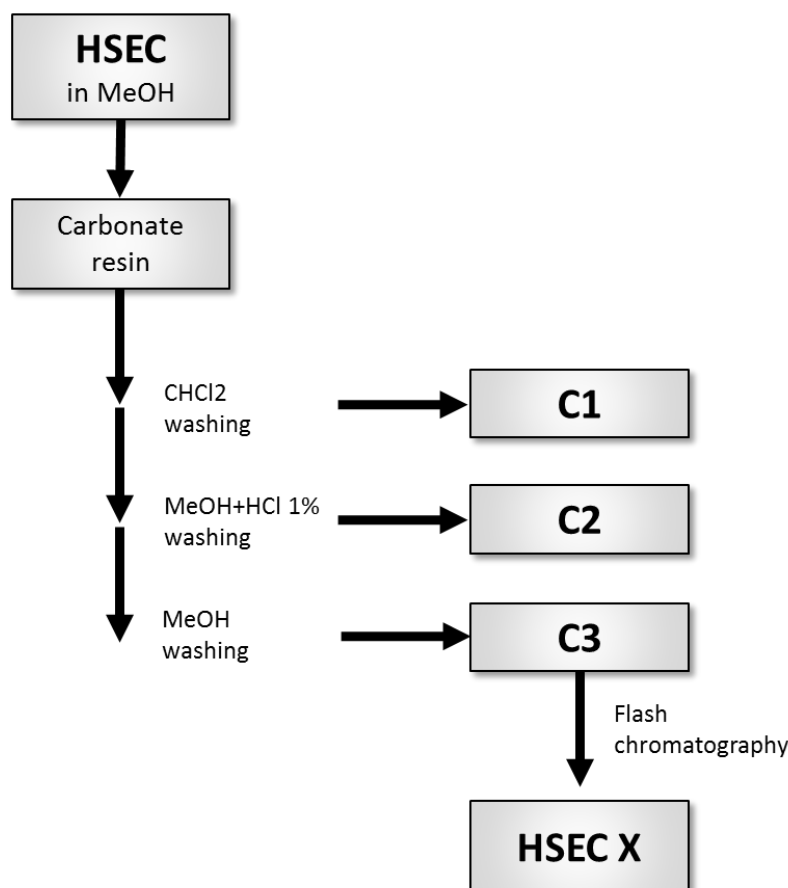 HSEC
in MeOH
Carbonate
resin
CHCl2
washing
C1
MeOH+HCl 1%
washing
C2
MeOH
washing
C3
Flash
chromatography
HSEC X